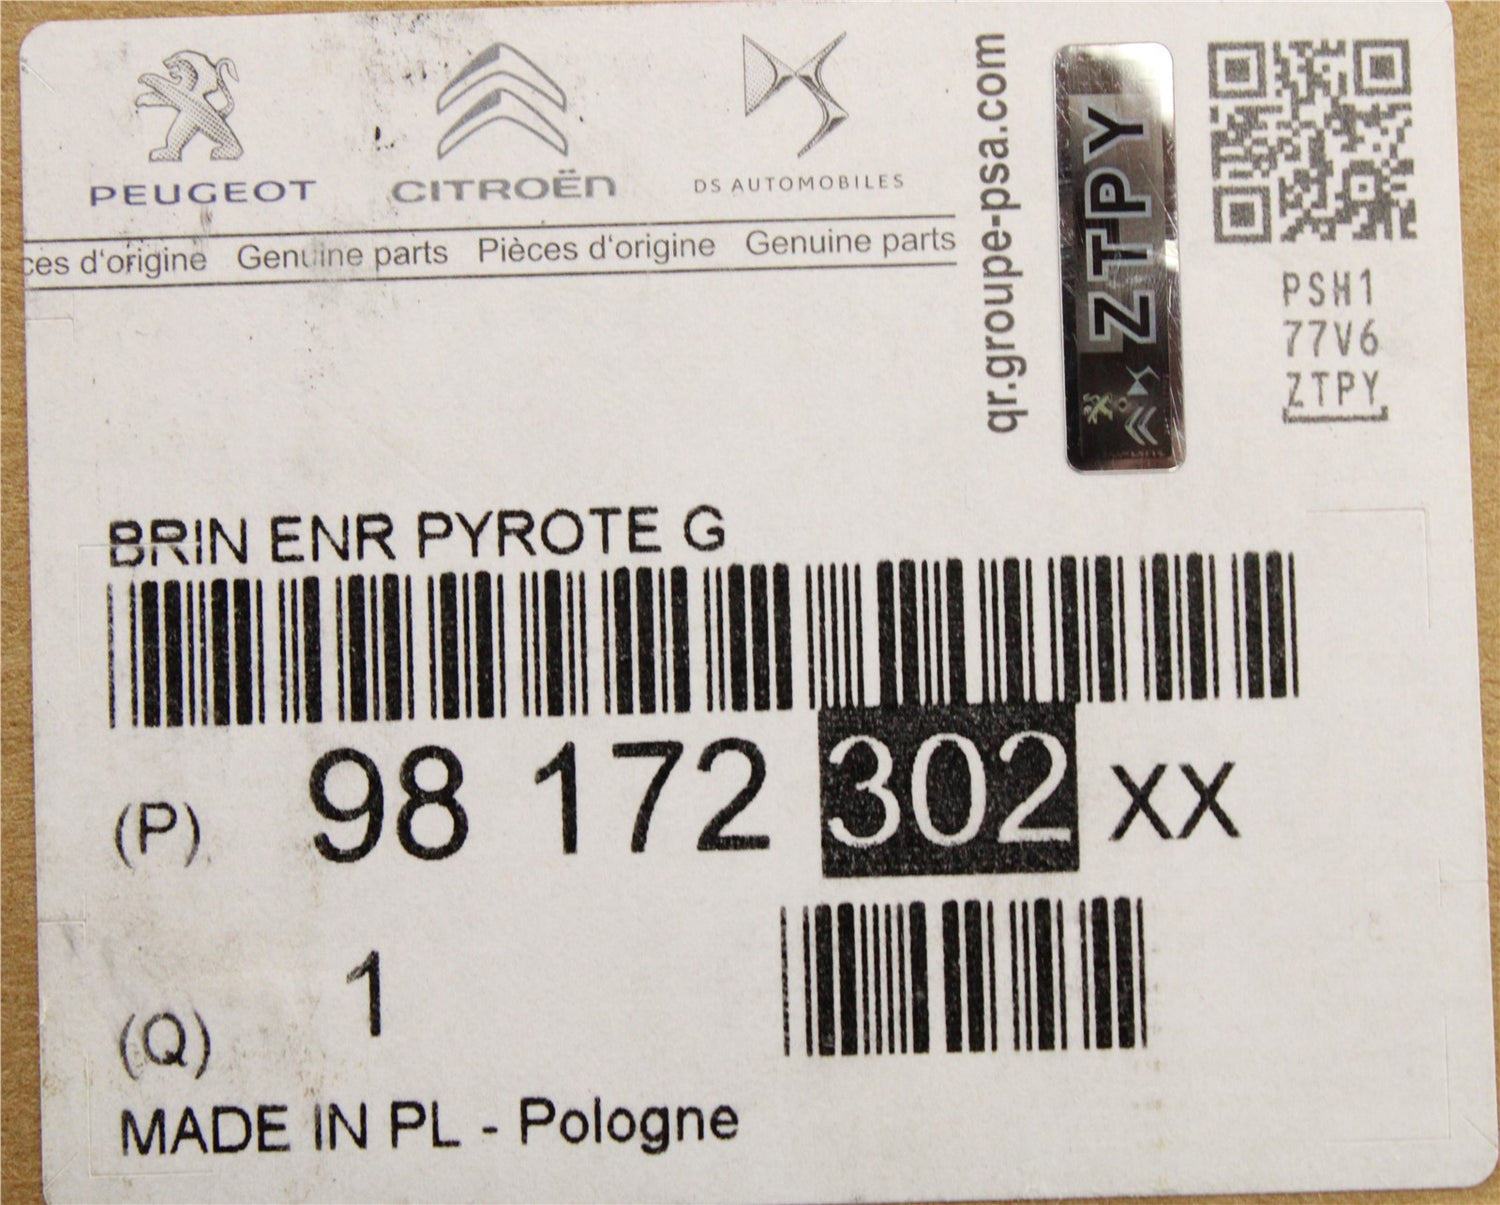 PEUGEOT
CITROËN
DS AUTOMOBILES
ces d'origine Genuine parts Pièces d'origine Genuine parts
qr.groupe-psa.com
ZTPY
PSH1
77V6
ZTPY
BRIN ENR PYROTE G
(P) 98 172 302 XX
(Q) 1
MADE IN PL - Pologne